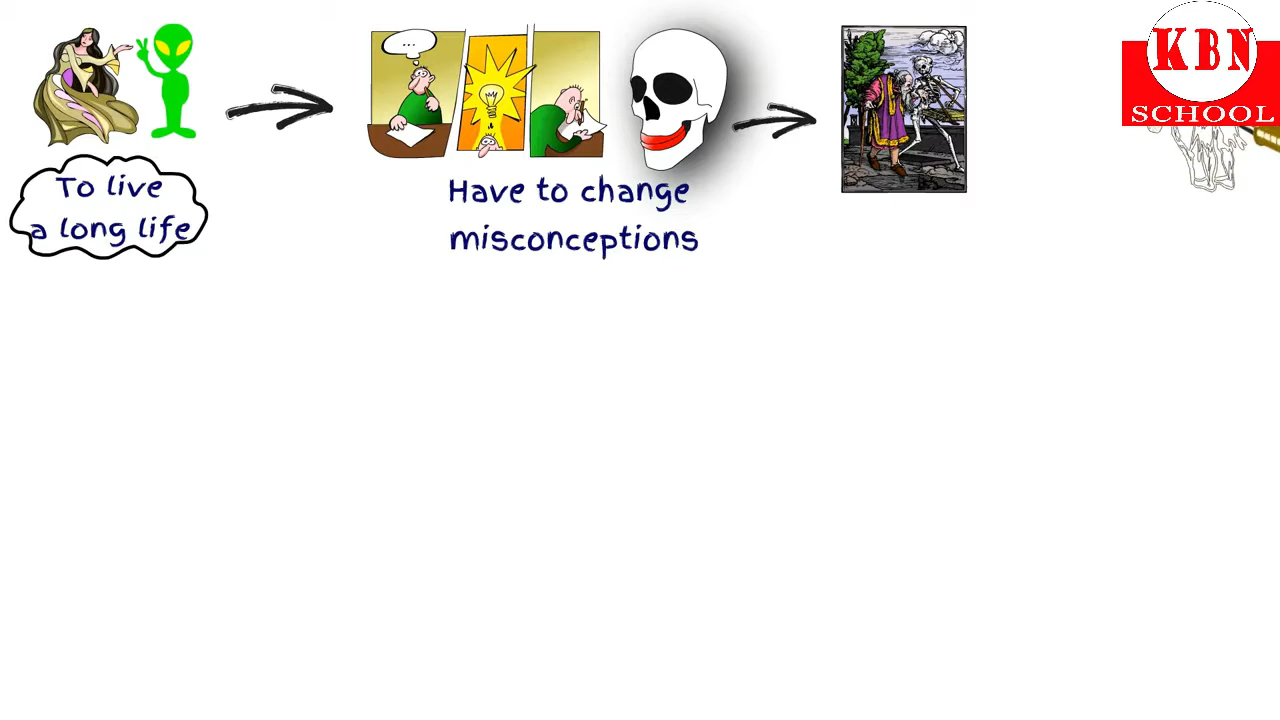 To live
a long life
...
Have to change
misconceptions
KBN
SCHOOL